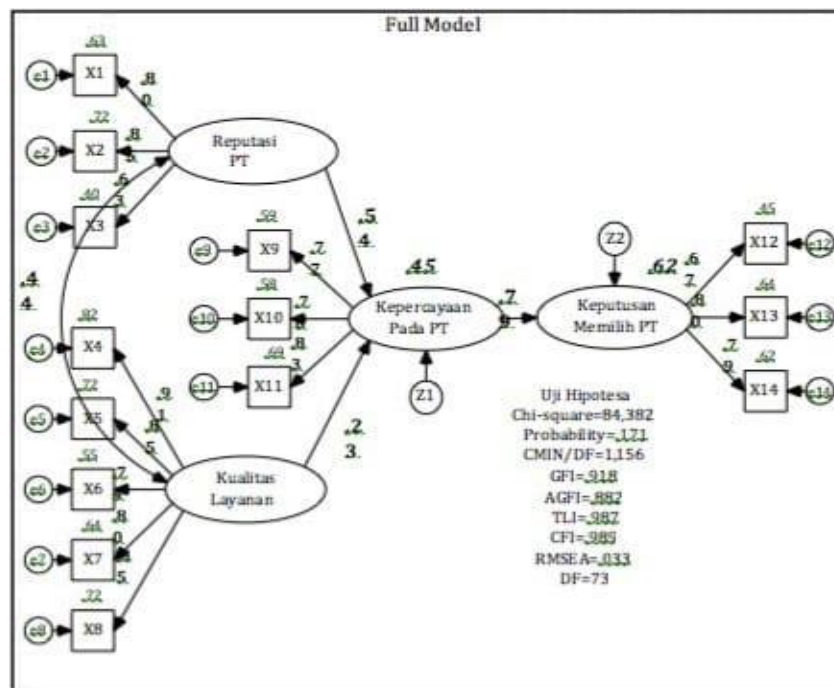 Full Model
.63
e1
X1
.8
0
.72
e2
X2
.8
Reputasi
PT
.6
3
.40
e3
X3
.5
4
.59
e9
X9
.7
7
.45
Z2
.62
.6
7
.45
X12
e12
.4
4
.58
e10
X10
.7
Kepercayaan
Pada PT
.7
9
Keputusan
Memilih PT
.8
0
.64
X13
e13
.82
e4
X4
.69
e11
X11
.8
3
Z1
.7
9
.62
X14
e14
.72
e5
X5
.9
1
.2
3
.55
e6
X6
.8
5
.7
Kualitas
Layanan
.64
e7
X7
.8
0
5
.72
e8
X8
Uji Hipotesa
Chi-square=84,382
Probability=.171
CMIN/DF=1,156
GFI=.918
AGFI=.882
TLI=.987
CFI=.989
RMSEA=.033
DF=73